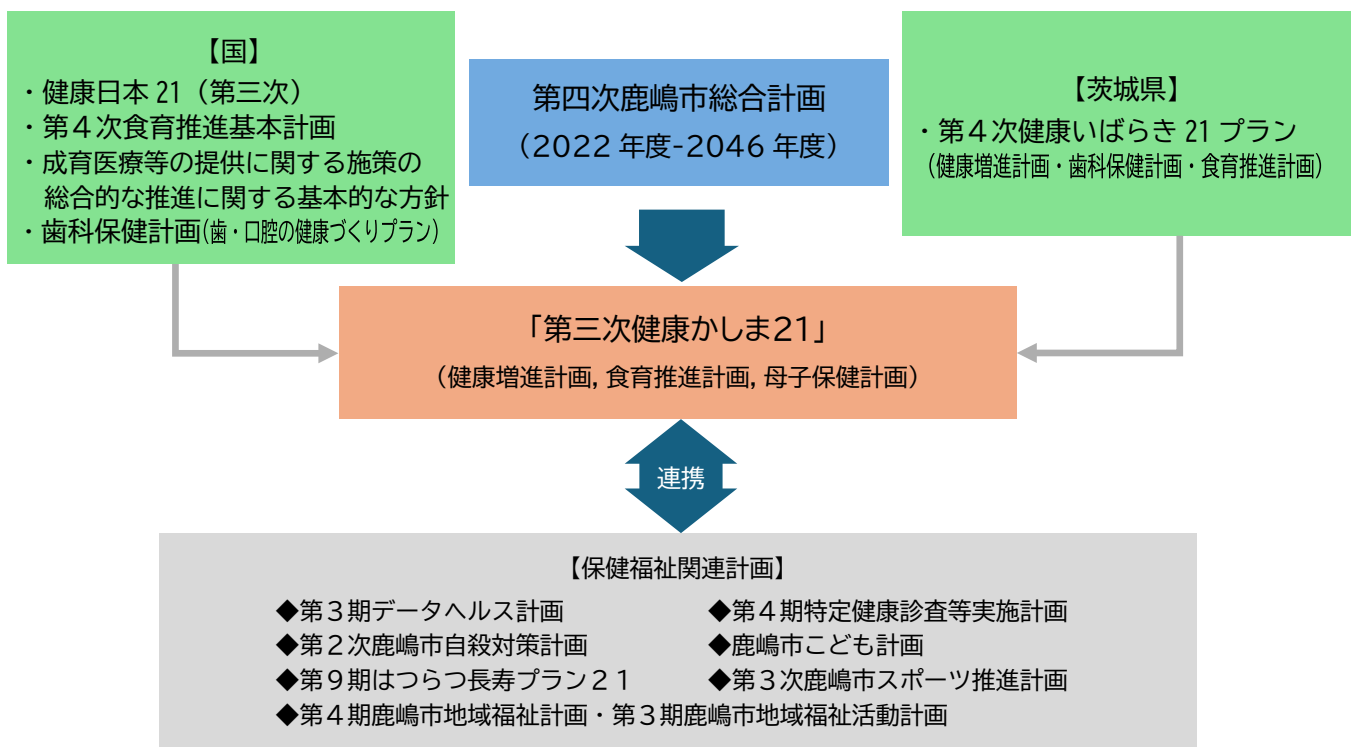 【国】
・健康日本 21（第三次）
・第４次食育推進基本計画
・成育医療等の提供に関する施策の
総合的な推進に関する基本的な方針
・歯科保健計画(歯・口腔の健康づくりプラン)
第四次鹿嶋市総合計画
（2022 年度-2046 年度）
【茨城県】
・第４次健康いばらき 21 プラン
(健康増進計画・歯科保健計画・食育推進計画)
「第三次健康かしま21」
（健康増進計画, 食育推進計画, 母子保健計画）
連携
【保健福祉関連計画】
◆第３期データヘルス計画
◆第４期特定健康診査等実施計画
◆第２次鹿嶋市自殺対策計画
◆鹿嶋市こども計画
◆第９期はつらつ長寿プラン２１
◆第３次鹿嶋市スポーツ推進計画
◆第４期鹿嶋市地域福祉計画・第３期鹿嶋市地域福祉活動計画